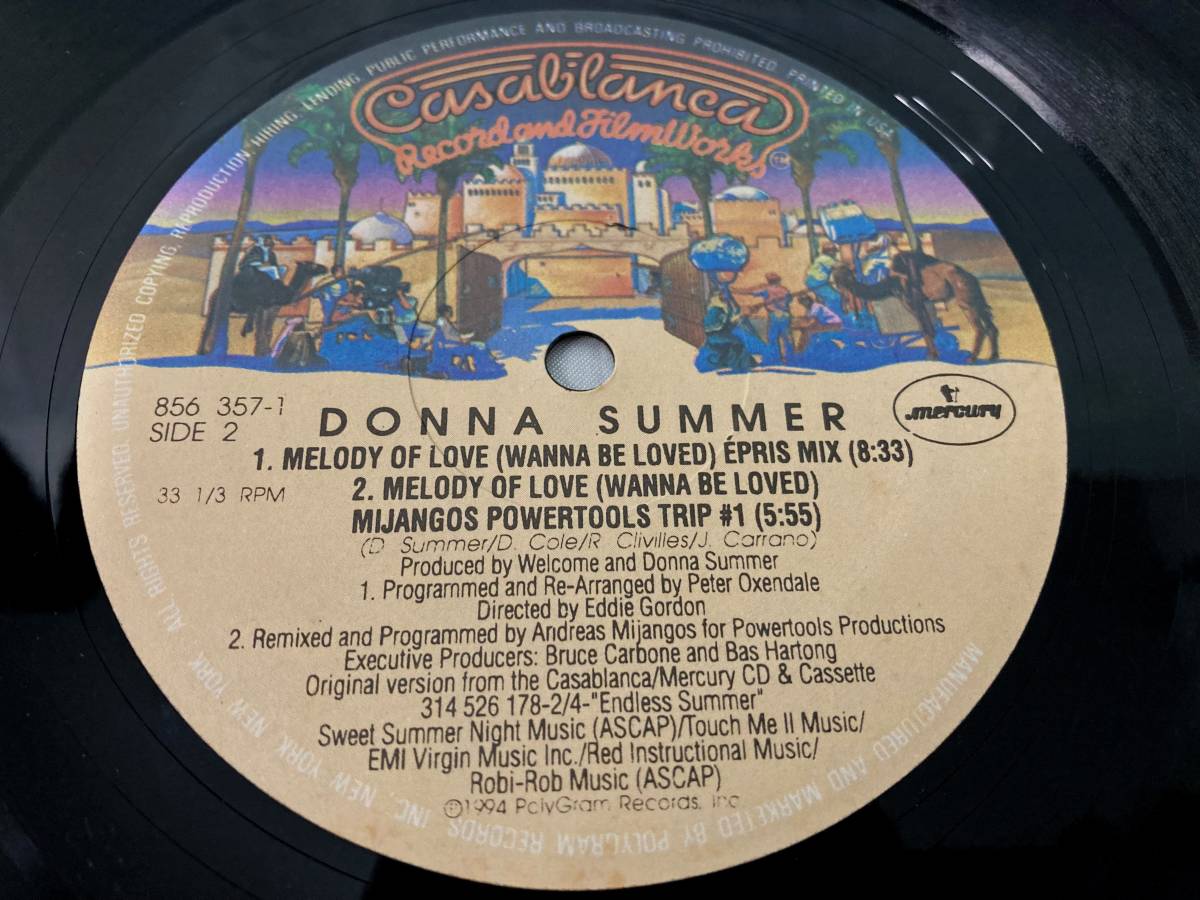 ALL RIGHTS RESERVED. UNAUTHORIZED COPYING, REPRODUCTION HIRING, LENDING PUBLIC PERFORMANCE AND BROADCASTING PROHIBITED. PRINTED IN USA
Casablanca
Record and FilmWorks™
856 357-1
SIDE 2
DONNA SUMMER
mercury
1. MELODY OF LOVE (WANNA BE LOVED) ÉPRIS MIX (8:33)
33 1/3 RPM
2. MELODY OF LOVE (WANNA BE LOVED)
MIJANGOS POWERTOOLS TRIP #1 (5:55)
(D Summer/D. Cole/R Clivilles/J. Carrano)
Produced by Welcome and Donna Summer
1. Programmed and Re-Arranged by Peter Oxendale
Directed by Eddie Gordon
2. Remixed and Programmed by Andreas Mijangos for Powertools Productions
Executive Producers: Bruce Carbone and Bas Hartong
Original version from the Casablanca/Mercury CD & Cassette
314 526 178-2/4-"Endless Summer"
Sweet Summer Night Music (ASCAP)/Touch Me II Music/
EMI Virgin Music Inc./Red Instructional Music/
Robi-Rob Music (ASCAP)
℗1994 PolyGram Records, Inc
MANUFACTURED AND MARKETED BY POLYGRAM RECORDS INC NEW YORK, NEW YORK